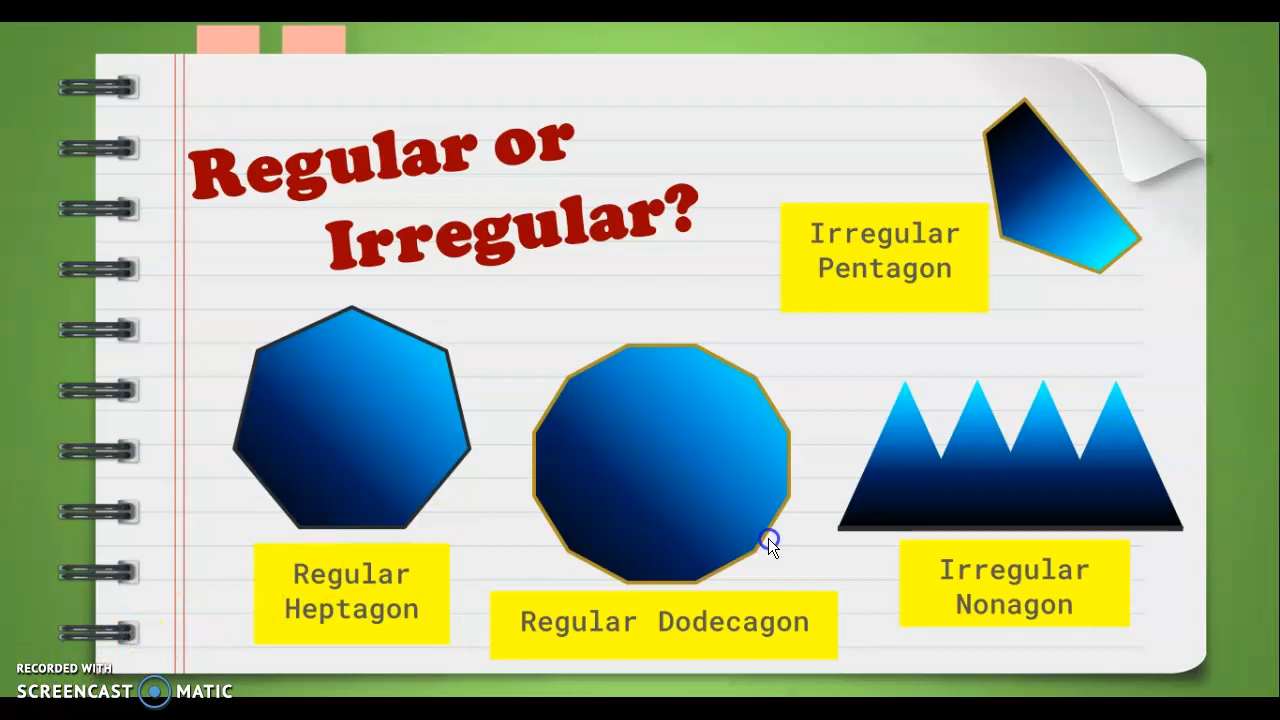 Regular or
Irregular?
Irregular
Pentagon
Regular
Heptagon
Regular Dodecagon
Irregular
Nonagon
RECORDED WITH
SCREENCAST MATIC